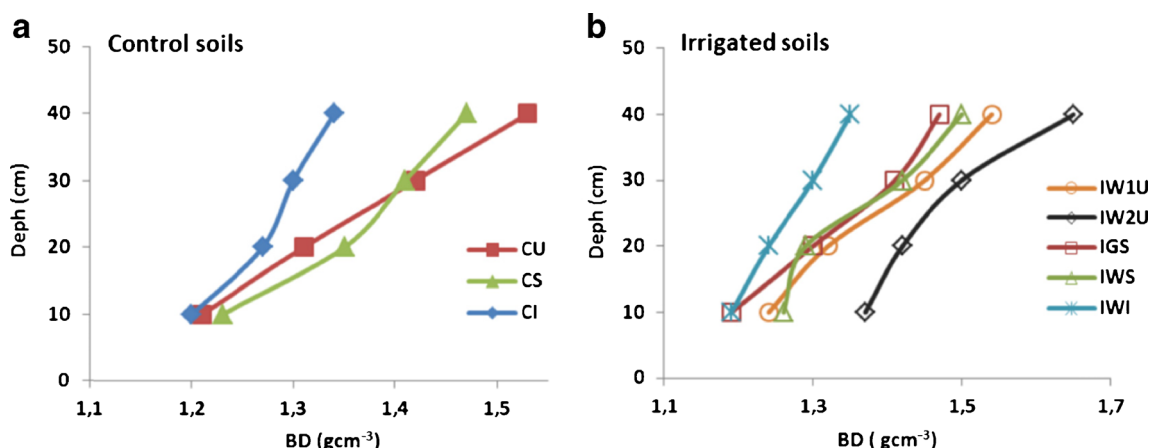 a
Control soils
50
40
30
20
10
0
Deph (cm)
1,1
1,2
1,3
1,4
1,5
BD (gcm⁻³)
CU
CS
CI
b
Irrigated soils
50
40
30
20
10
0
Deph (cm)
1,1
1,3
1,5
1,7
BD ( gcm⁻³)
IW1U
IW2U
IGS
IWS
IWI